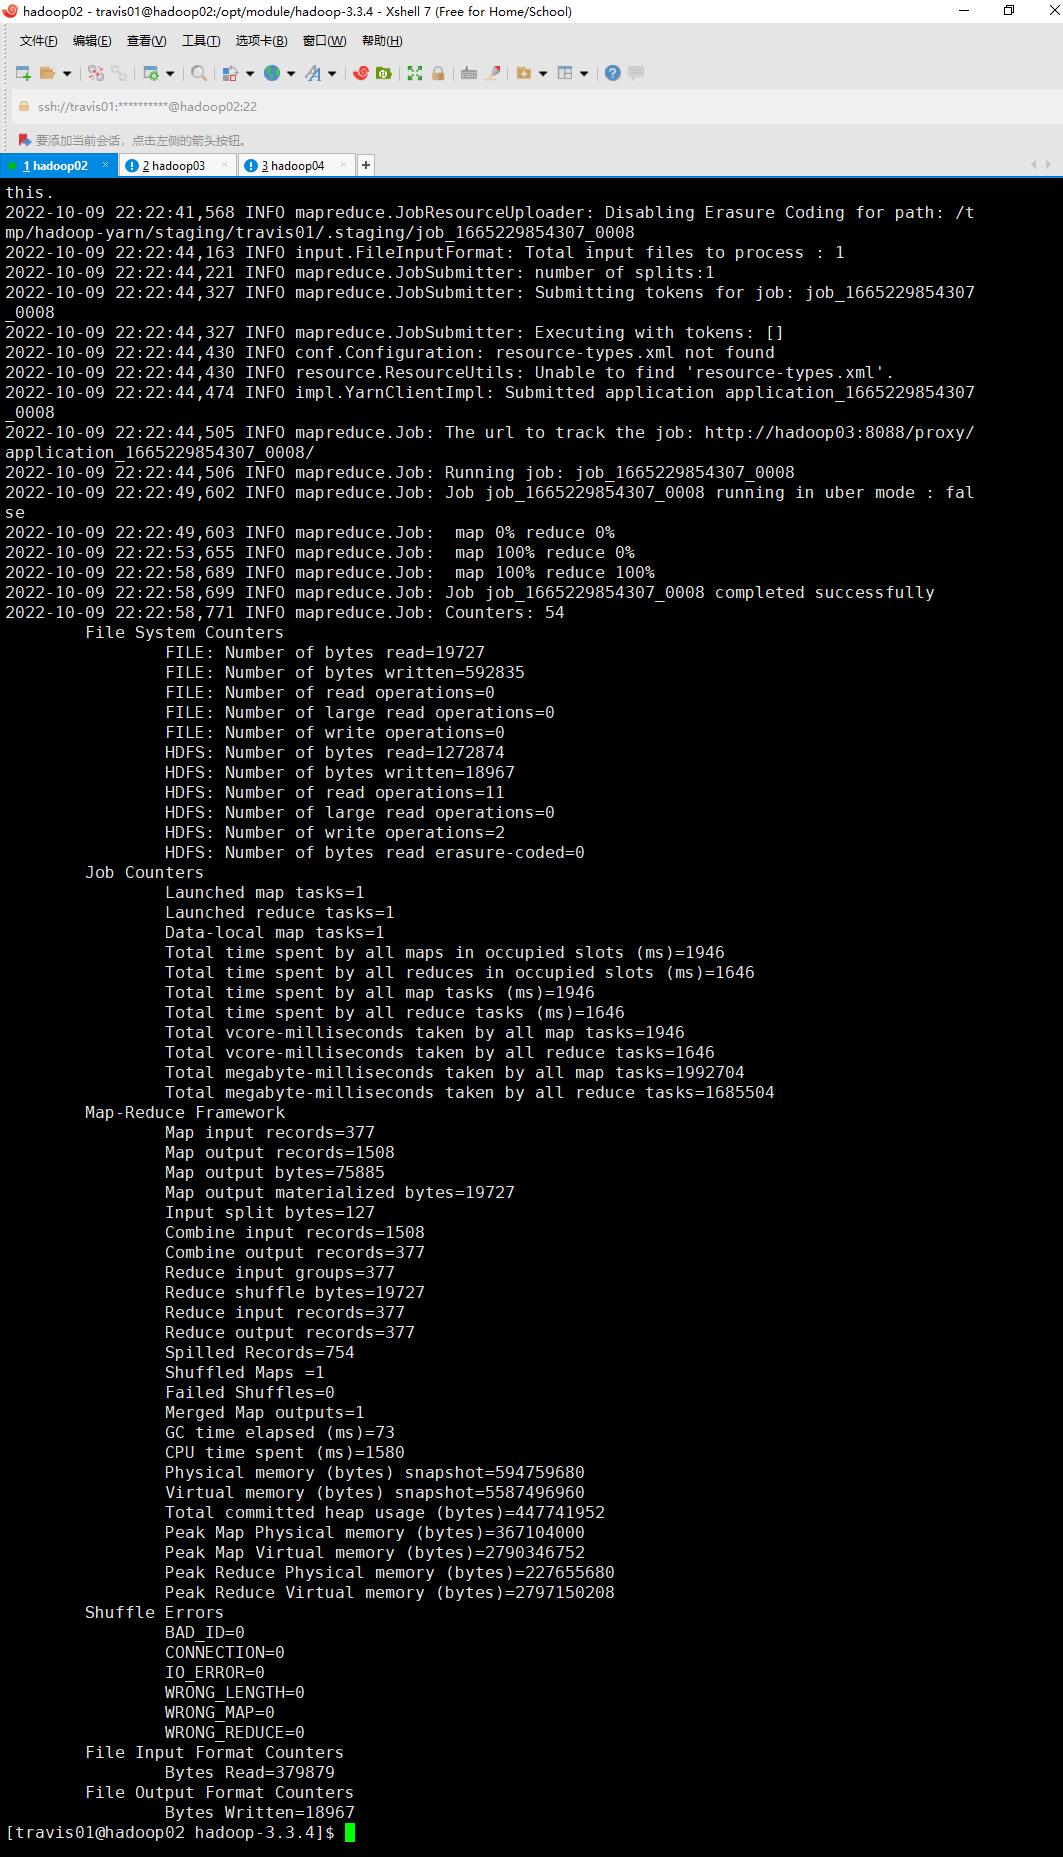 hadoop02 - travis01@hadoop02:/opt/module/hadoop-3.3.4 - Xshell 7 (Free for Home/School)
文件(F) 编辑(E) 查看(V) 工具(T) 选项卡(B) 窗口(W) 帮助(H)
ssh://travis01:**********@hadoop02:22
要添加当前会话，点击左侧的箭头按钮。
1 hadoop02 2 hadoop03 3 hadoop04
this.
2022-10-09 22:22:41,568 INFO mapreduce.JobResourceUploader: Disabling Erasure Coding for path: /t
mp/hadoop-yarn/staging/travis01/.staging/job_1665229854307_0008
2022-10-09 22:22:44,163 INFO input.FileInputFormat: Total input files to process : 1
2022-10-09 22:22:44,221 INFO mapreduce.JobSubmitter: number of splits:1
2022-10-09 22:22:44,327 INFO mapreduce.JobSubmitter: Submitting tokens for job: job_1665229854307
_0008
2022-10-09 22:22:44,327 INFO mapreduce.JobSubmitter: Executing with tokens: []
2022-10-09 22:22:44,430 INFO conf.Configuration: resource-types.xml not found
2022-10-09 22:22:44,430 INFO resource.ResourceUtils: Unable to find 'resource-types.xml'.
2022-10-09 22:22:44,474 INFO impl.YarnClientImpl: Submitted application application_1665229854307
_0008
2022-10-09 22:22:44,505 INFO mapreduce.Job: The url to track the job: http://hadoop03:8088/proxy/
application_1665229854307_0008/
2022-10-09 22:22:44,506 INFO mapreduce.Job: Running job: job_1665229854307_0008
2022-10-09 22:22:49,602 INFO mapreduce.Job: Job job_1665229854307_0008 running in uber mode : fal
se
2022-10-09 22:22:49,603 INFO mapreduce.Job:  map 0% reduce 0%
2022-10-09 22:22:53,655 INFO mapreduce.Job:  map 100% reduce 0%
2022-10-09 22:22:58,689 INFO mapreduce.Job:  map 100% reduce 100%
2022-10-09 22:22:58,699 INFO mapreduce.Job: Job job_1665229854307_0008 completed successfully
2022-10-09 22:22:58,771 INFO mapreduce.Job: Counters: 54
File System Counters
FILE: Number of bytes read=19727
FILE: Number of bytes written=592835
FILE: Number of read operations=0
FILE: Number of large read operations=0
FILE: Number of write operations=0
HDFS: Number of bytes read=1272874
HDFS: Number of bytes written=18967
HDFS: Number of read operations=11
HDFS: Number of large read operations=0
HDFS: Number of write operations=2
HDFS: Number of bytes read erasure-coded=0
Job Counters
Launched map tasks=1
Launched reduce tasks=1
Data-local map tasks=1
Total time spent by all maps in occupied slots (ms)=1946
Total time spent by all reduces in occupied slots (ms)=1646
Total time spent by all map tasks (ms)=1946
Total time spent by all reduce tasks (ms)=1646
Total vcore-milliseconds taken by all map tasks=1946
Total vcore-milliseconds taken by all reduce tasks=1646
Total megabyte-milliseconds taken by all map tasks=1992704
Total megabyte-milliseconds taken by all reduce tasks=1685504
Map-Reduce Framework
Map input records=377
Map output records=1508
Map output bytes=75885
Map output materialized bytes=19727
Input split bytes=127
Combine input records=1508
Combine output records=377
Reduce input groups=377
Reduce shuffle bytes=19727
Reduce input records=377
Reduce output records=377
Spilled Records=754
Shuffled Maps =1
Failed Shuffles=0
Merged Map outputs=1
GC time elapsed (ms)=73
CPU time spent (ms)=1580
Physical memory (bytes) snapshot=594759680
Virtual memory (bytes) snapshot=5587496960
Total committed heap usage (bytes)=447741952
Peak Map Physical memory (bytes)=367104000
Peak Map Virtual memory (bytes)=2790346752
Peak Reduce Physical memory (bytes)=227655680
Peak Reduce Virtual memory (bytes)=2797150208
Shuffle Errors
BAD_ID=0
CONNECTION=0
IO_ERROR=0
WRONG_LENGTH=0
WRONG_MAP=0
WRONG_REDUCE=0
File Input Format Counters
Bytes Read=379879
File Output Format Counters
Bytes Written=18967
[travis01@hadoop02 hadoop-3.3.4]$